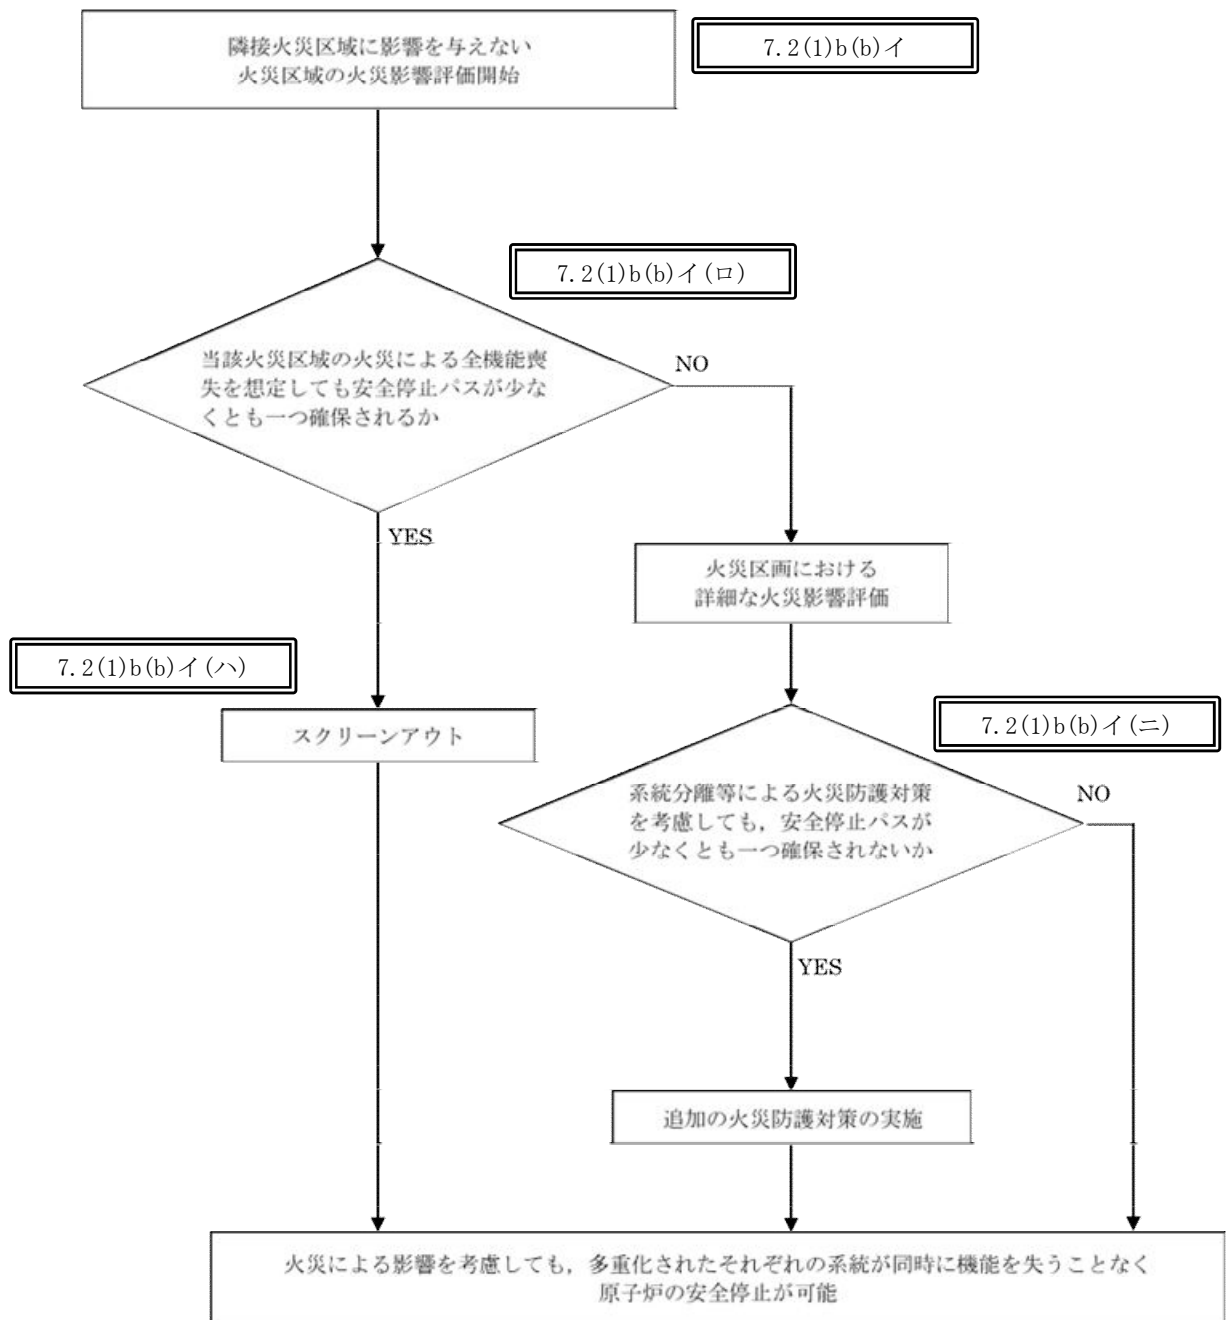 隣接火災区域に影響を与えない
火災区域の火災影響評価開始
7.2(1)b(b)イ
7.2(1)b(b)イ(ロ)
当該火災区域の火災による全機能喪
失を想定しても安全停止パスが少な
くとも一つ確保されるか
NO
YES
火災区画における
詳細な火災影響評価
7.2(1)b(b)イ(ハ)
スクリーンアウト
7.2(1)b(b)イ(ニ)
系統分離等による火災防護対策
を考慮しても，安全停止パスが
少なくとも一つ確保されないか
NO
YES
追加の火災防護対策の実施
火災による影響を考慮しても，多重化されたそれぞれの系統が同時に機能を失うことなく
原子炉の安全停止が可能